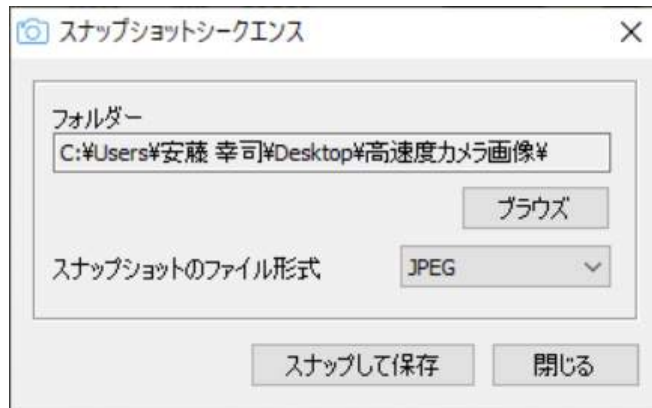 スナップショットシークエンス
フォルダー
C:¥Users¥安藤 幸司¥Desktop¥高速度カメラ画像¥
ブラウズ
スナップショットのファイル形式
JPEG
スナップして保存
閉じる